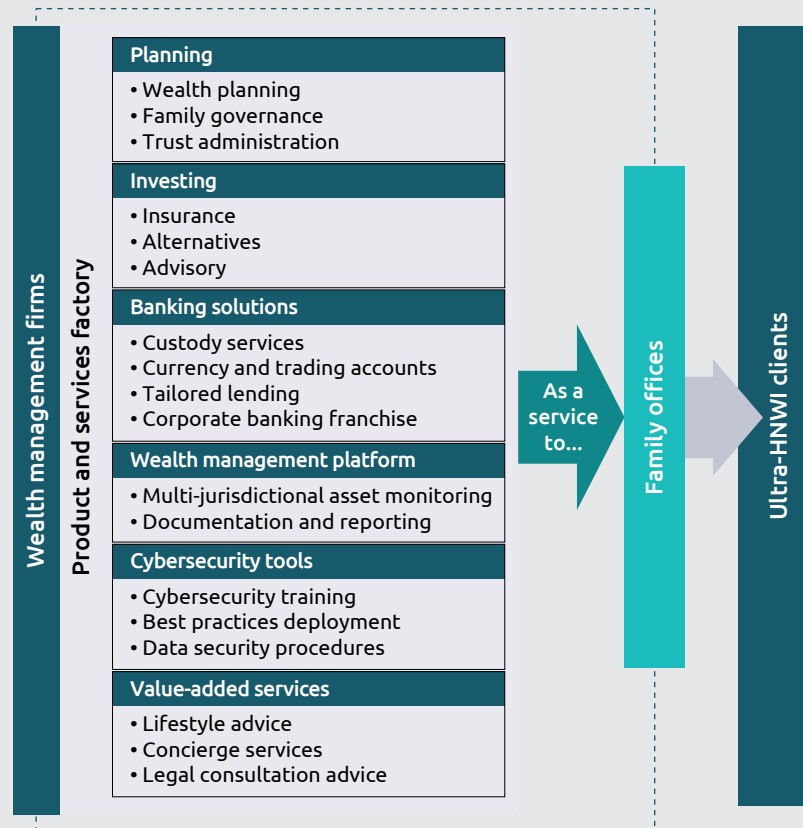 Wealth management firms
Product and services factory
Planning
• Wealth planning
• Family governance
• Trust administration
Investing
• Insurance
• Alternatives
• Advisory
Banking solutions
• Custody services
• Currency and trading accounts
• Tailored lending
• Corporate banking franchise
Wealth management platform
• Multi-jurisdictional asset monitoring
• Documentation and reporting
Cybersecurity tools
• Cybersecurity training
• Best practices deployment
• Data security procedures
Value-added services
• Lifestyle advice
• Concierge services
• Legal consultation advice
As a
service
to...
Family offices
Ultra-HNWI clients